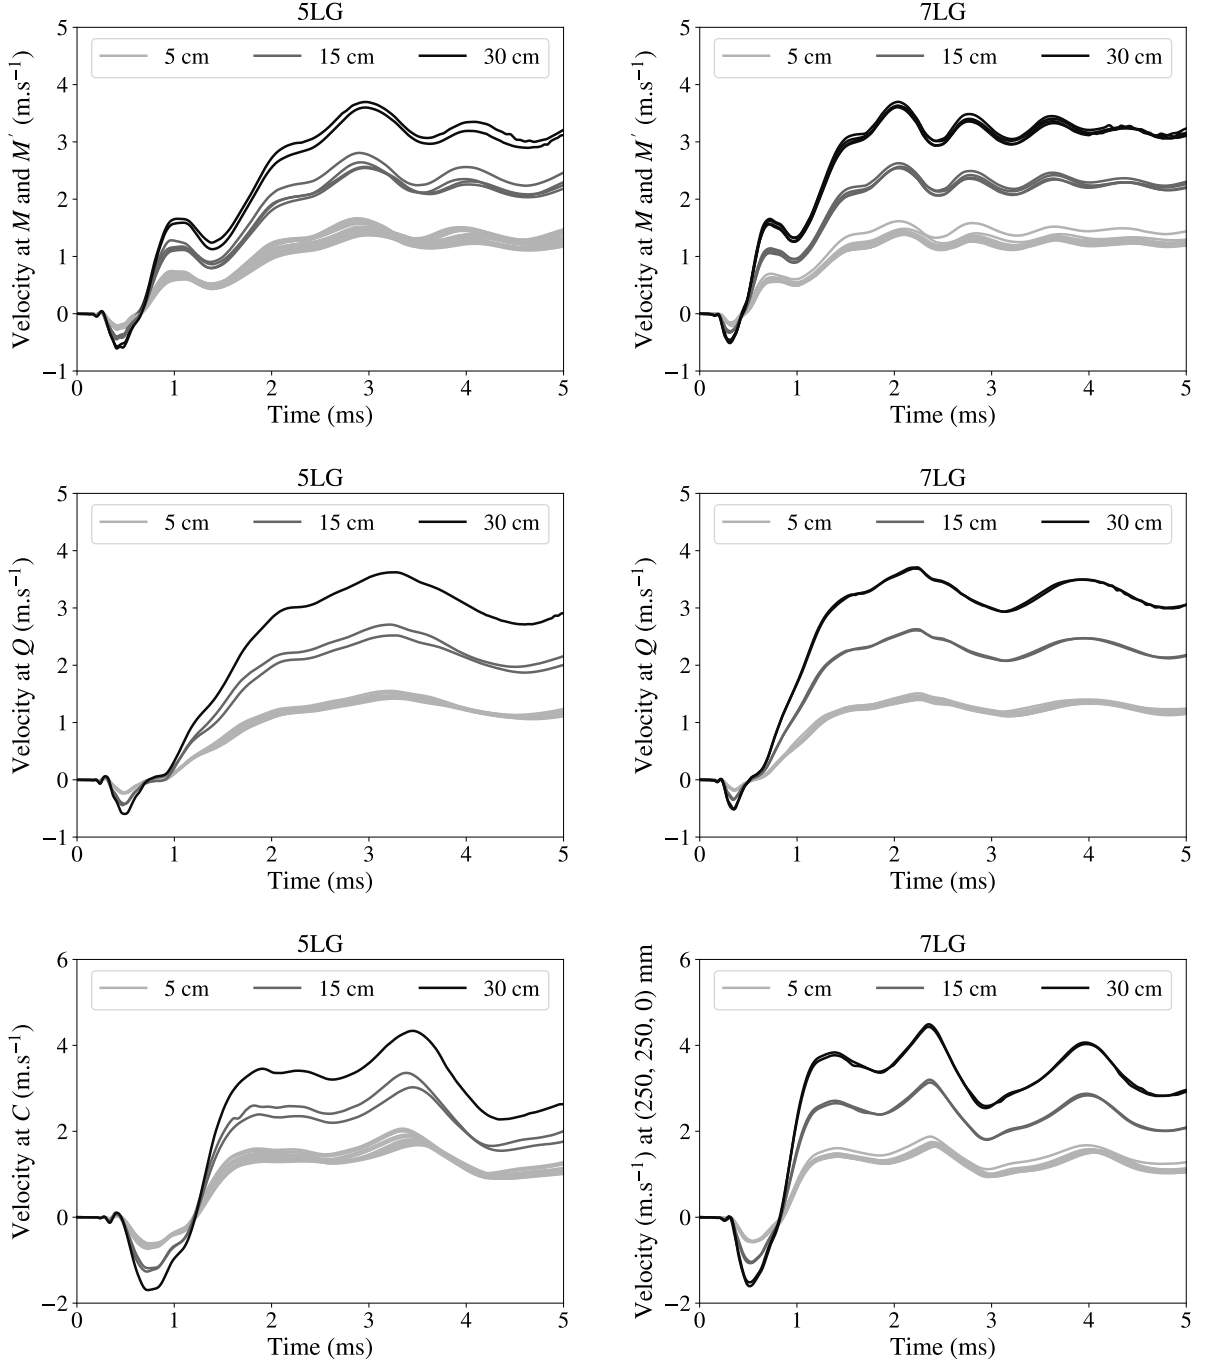 5LG
5 cm 15 cm 30 cm
Velocity at M and M′ (m.s−1)
5
4
3
2
1
0
−1
0 1 2 3 4 5
Time (ms)
7LG
5 cm 15 cm 30 cm
Velocity at M and M′ (m.s−1)
5
4
3
2
1
0
−1
0 1 2 3 4 5
Time (ms)
5LG
5 cm 15 cm 30 cm
Velocity at Q (m.s−1)
5
4
3
2
1
0
−1
0 1 2 3 4 5
Time (ms)
7LG
5 cm 15 cm 30 cm
Velocity at Q (m.s−1)
5
4
3
2
1
0
−1
0 1 2 3 4 5
Time (ms)
5LG
5 cm 15 cm 30 cm
Velocity at C (m.s−1)
6
4
2
0
−2
0 1 2 3 4 5
Time (ms)
7LG
5 cm 15 cm 30 cm
Velocity (m.s−1) at (250, 250, 0) mm
6
4
2
0
−2
0 1 2 3 4 5
Time (ms)